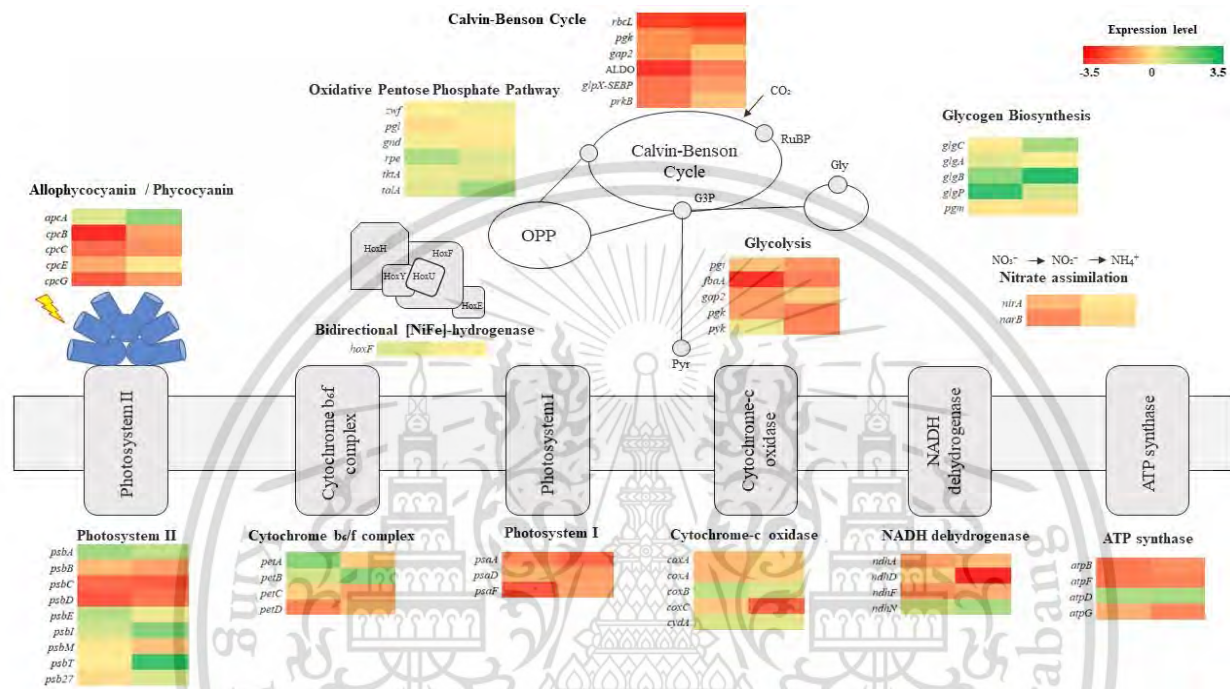 Calvin-Benson Cycle
rbcL
pgk
gap2
ALDO
glpX-SEBP
prkB
Expression level
-3.5 0 3.5
Oxidative Pentose Phosphate Pathway
zwf
pgl
gnd
rpe
tktA
talA
CO₂
RuBP
Calvin-Benson
Cycle
G3P
OPP
Gly
Pyr
Glycogen Biosynthesis
glgC
glgA
glgB
glgP
pgm
Allophycocyanin / Phycocyanin
apcA
cpcB
cpcC
cpcE
cpcG
HoxH
HoxF
HoxY
HoxU
HoxE
Bidirectional [NiFe]-hydrogenase
hoxF
Glycolysis
pgi
fbaA
gap2
pgk
pyk
NO₃⁻ → NO₂⁻ → NH₄⁺
Nitrate assimilation
nirA
narB
Photosystem II
Cytochrome b₆f
complex
Photosystem I
Cytochrome-c
oxidase
NADH
dehydrogenase
ATP synthase
Photosystem II
psbA
psbB
psbC
psbD
psbE
psbI
psbM
psbT
psb27
Cytochrome b₆/f complex
petA
petB
petC
petD
Photosystem I
psaA
psaD
psaF
Cytochrome-c oxidase
coxA
coxA
coxB
coxC
cydA
NADH dehydrogenase
ndhA
ndhD
ndhF
ndhN
ATP synthase
atpB
atpF
atpD
atpG